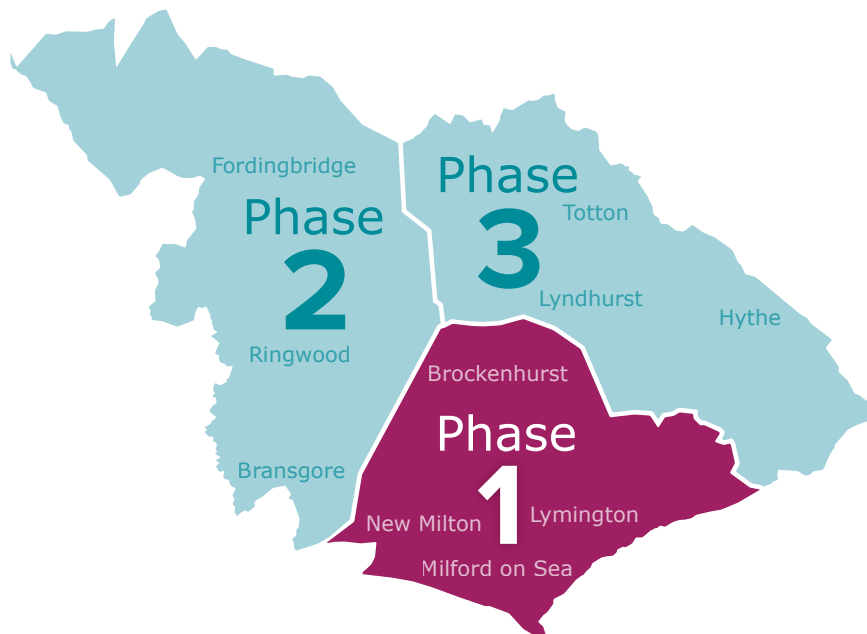 Fordingbridge
Phase
2
Ringwood
Bransgore
Phase
3
Totton
Lyndhurst
Hythe
Brockenhurst
Phase
1
New Milton
Lymington
Milford on Sea